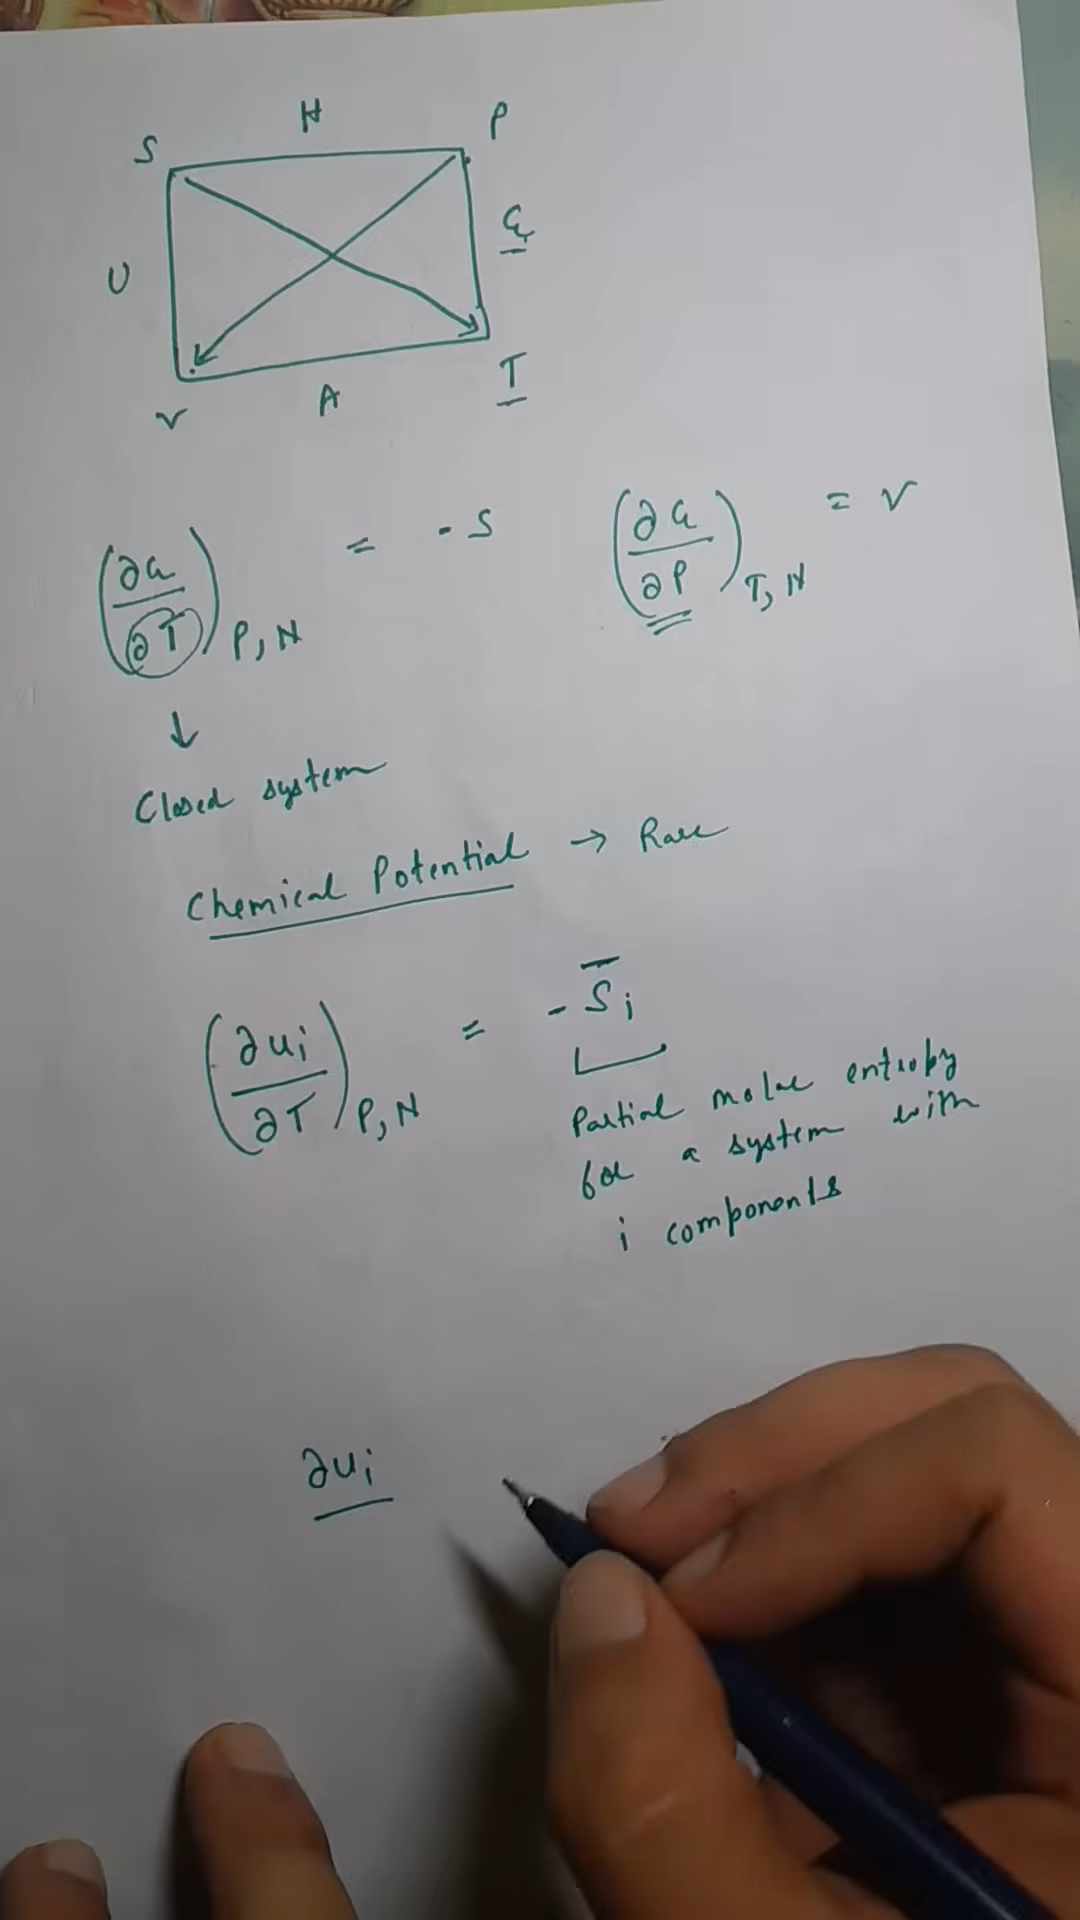 H
S P
U G
V A T
(∂G/∂T)P,N = -S (∂G/∂P)T,N = V
↓
Closed system
Chemical Potential → Rate
(∂ui/∂T)P,N = -S̅i
Partial molar entropy
for a system with
i components
∂ui